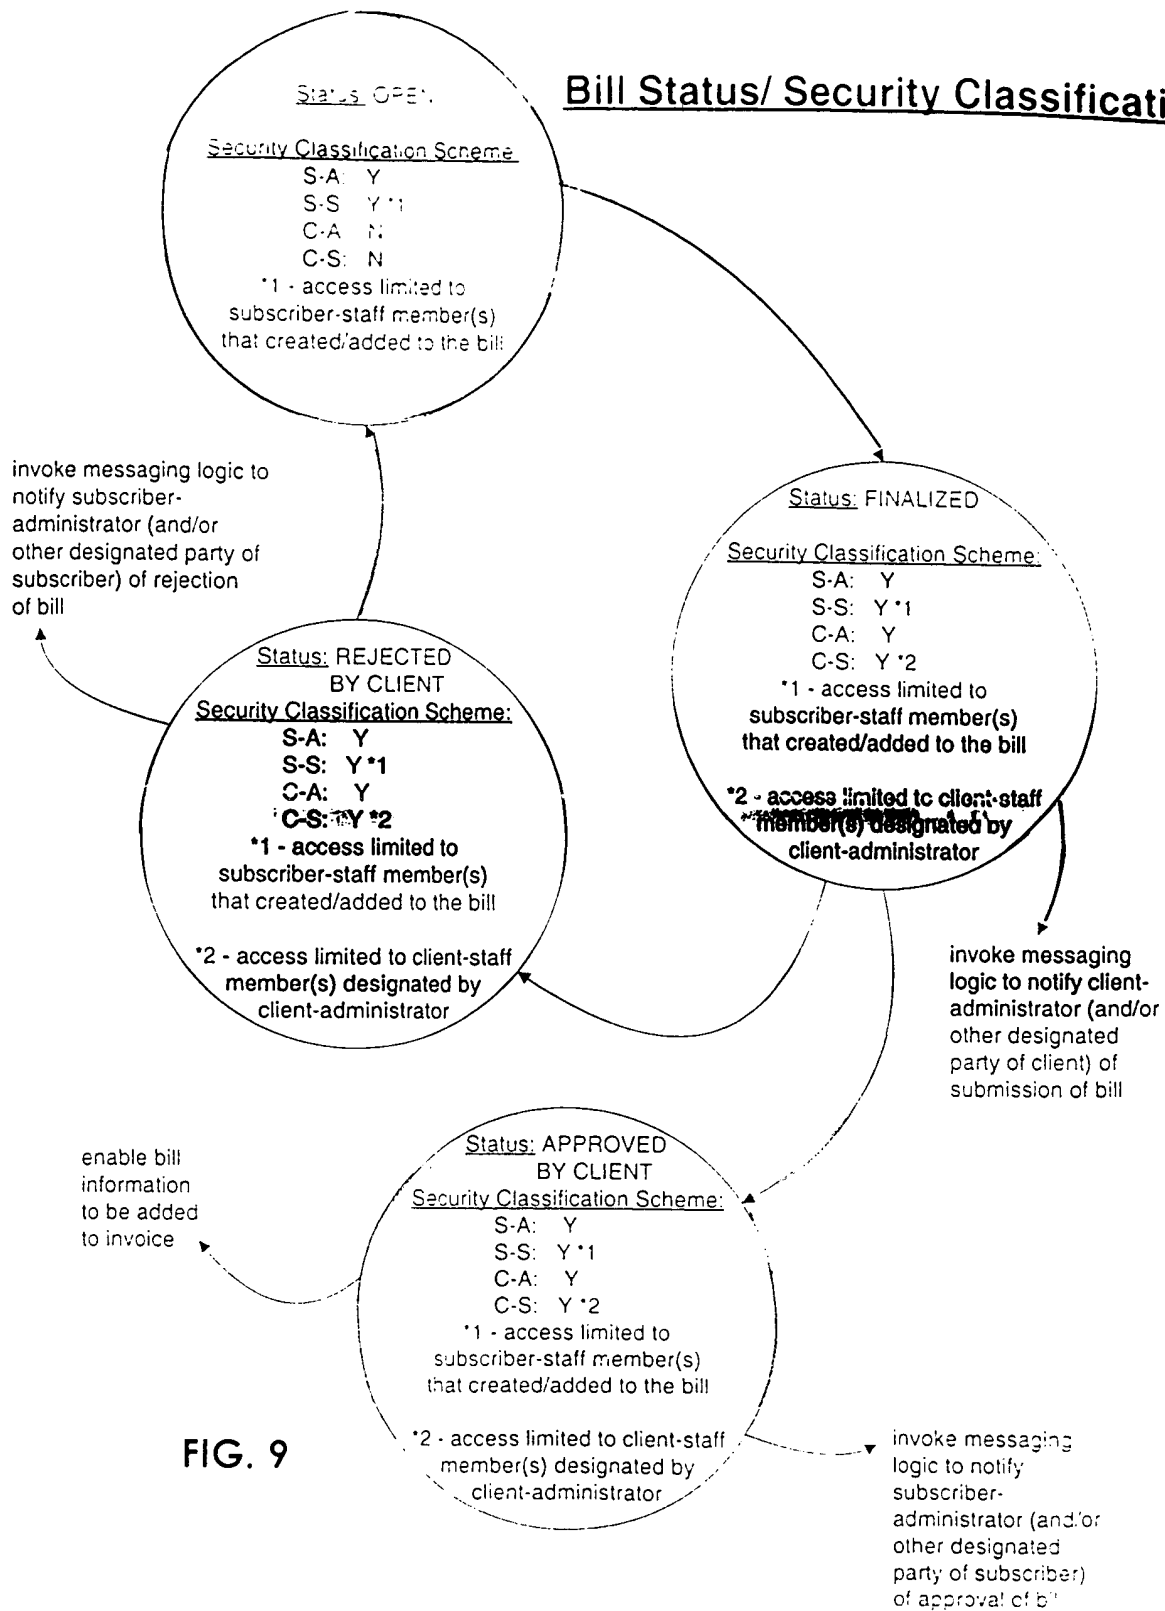 Bill Status/ Security Classificati
Status: OPEN
Security Classification Scheme
S-A: Y
S-S Y *1
C-A N
C-S: N
*1 - access limited to
subscriber-staff member(s)
that created/added to the bill
invoke messaging logic to
notify subscriber-
administrator (and/or
other designated party of
subscriber) of rejection
of bill
Status: FINALIZED
Security Classification Scheme:
S-A: Y
S-S: Y *1
C-A: Y
C-S: Y *2
*1 - access limited to
subscriber-staff member(s)
that created/added to the bill
*2 - access limited to client-staff
member(s) designated by
client-administrator
Status: REJECTED
BY CLIENT
Security Classification Scheme:
S-A: Y
S-S: Y *1
C-A: Y
C-S: Y *2
*1 - access limited to
subscriber-staff member(s)
that created/added to the bill
*2 - access limited to client-staff
member(s) designated by
client-administrator
invoke messaging
logic to notify client-
administrator (and/or
other designated
party of client) of
submission of bill
Status: APPROVED
BY CLIENT
Security Classification Scheme:
S-A: Y
S-S: Y *1
C-A: Y
C-S: Y *2
*1 - access limited to
subscriber-staff member(s)
that created/added to the bill
*2 - access limited to client-staff
member(s) designated by
client-administrator
enable bill
information
to be added
to invoice
FIG. 9
invoke messaging
logic to notify
subscriber-
administrator (and/or
other designated
party of subscriber)
of approval of bill